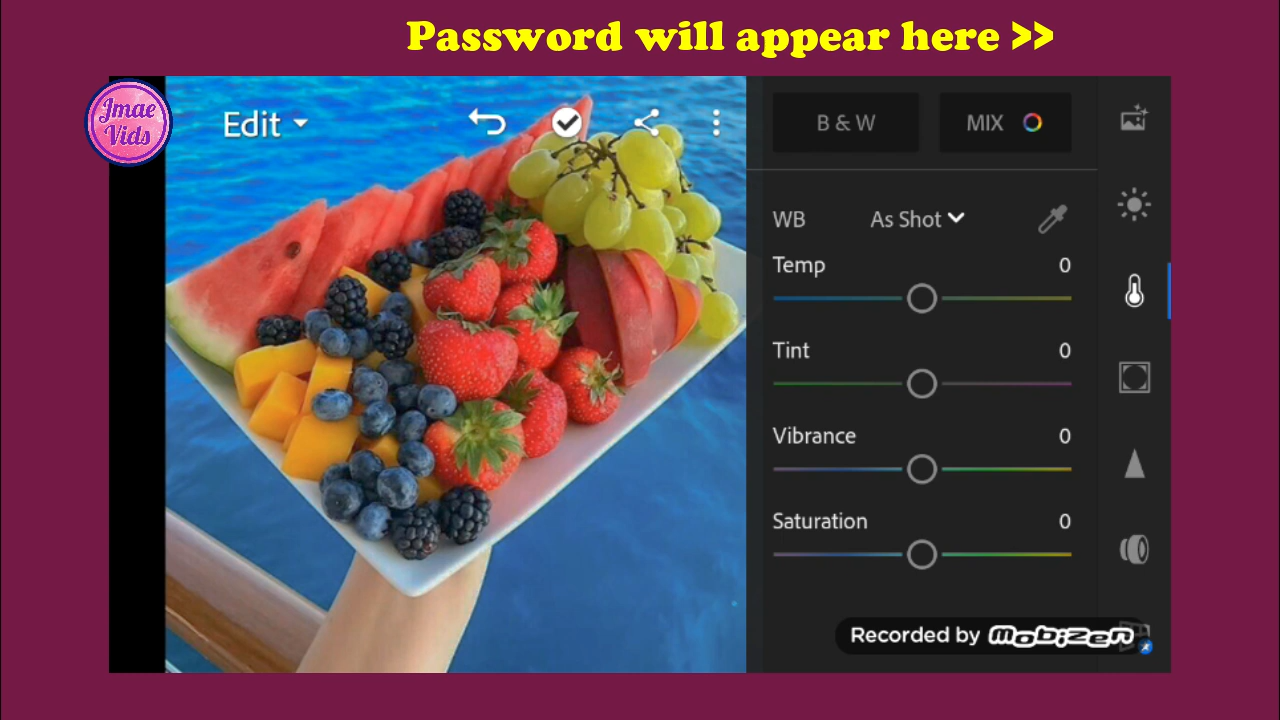 Password will appear here >>
Jmae
Vids
Edit
B & W
MIX
WB
As Shot
Temp
0
Tint
0
Vibrance
0
Saturation
0
Recorded by mobizen